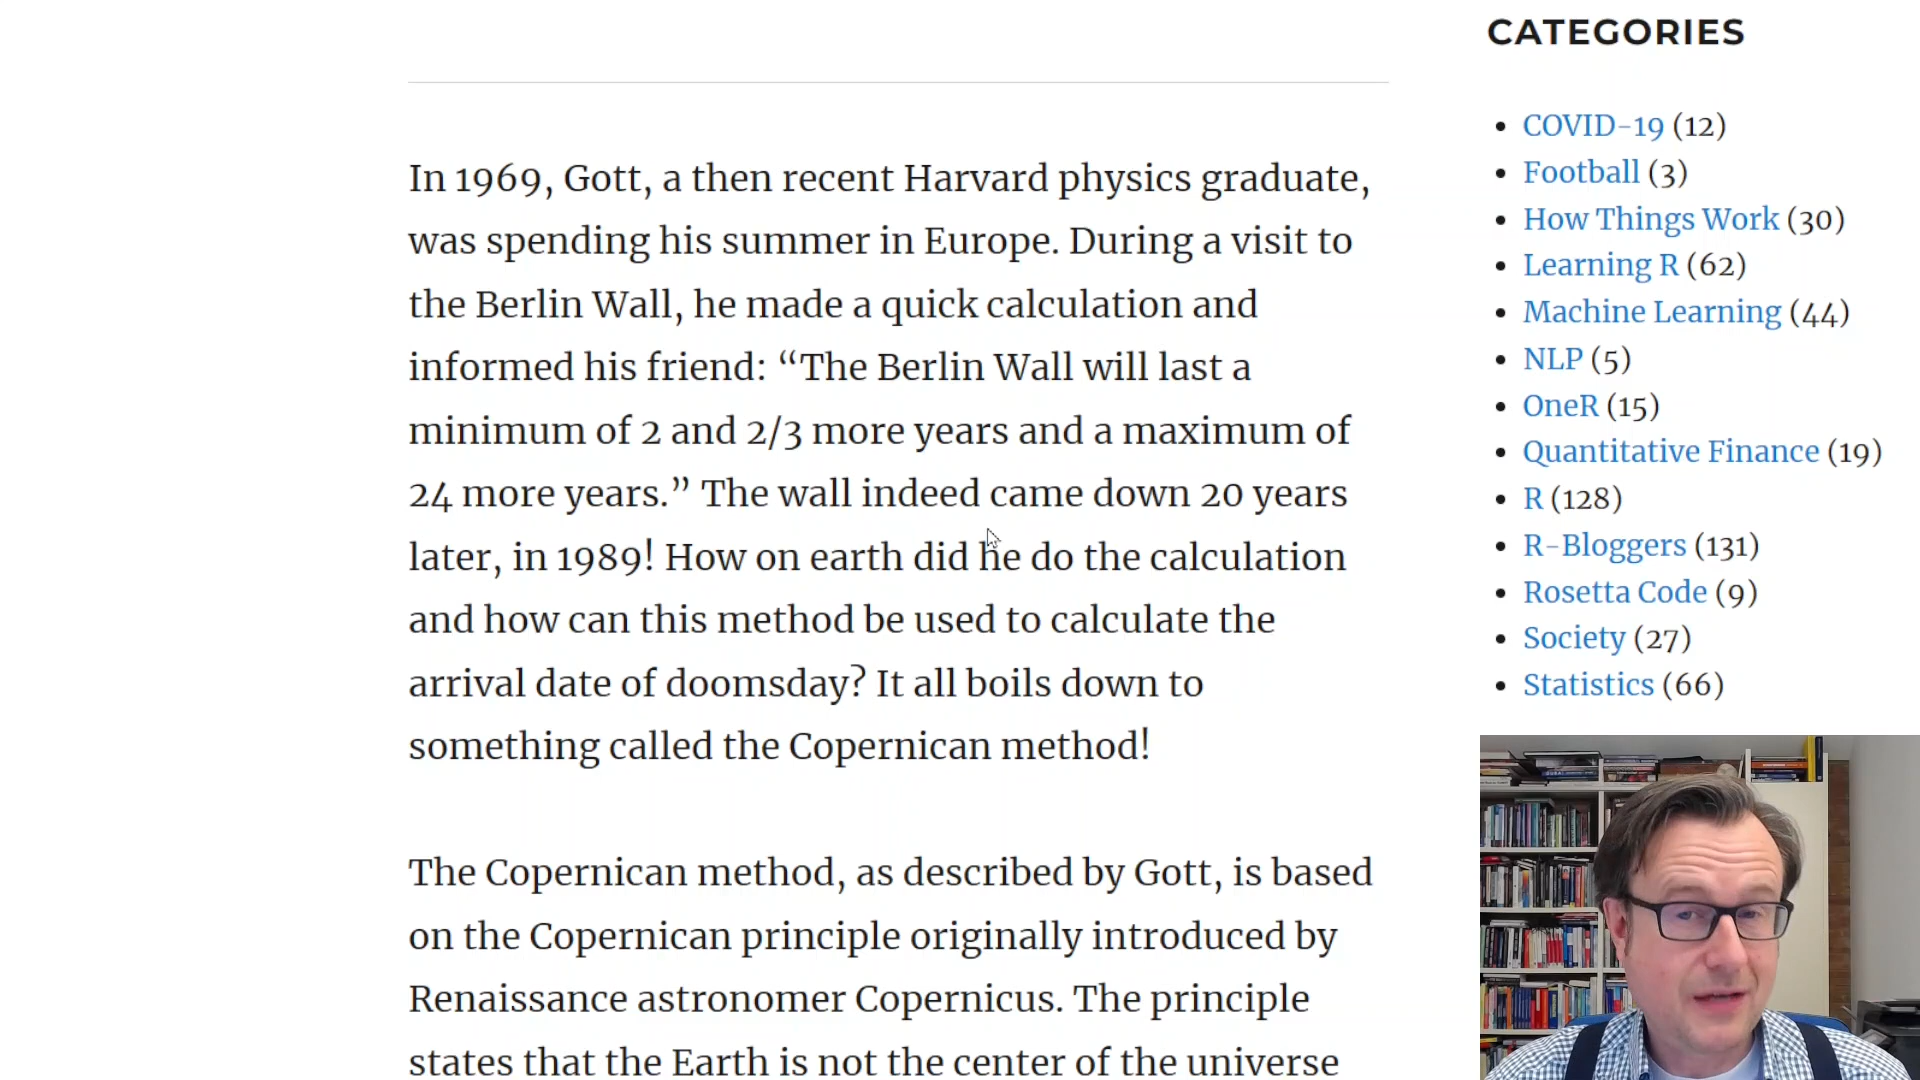 In 1969, Gott, a then recent Harvard physics graduate,
was spending his summer in Europe. During a visit to
the Berlin Wall, he made a quick calculation and
informed his friend: “The Berlin Wall will last a
minimum of 2 and 2/3 more years and a maximum of
24 more years.” The wall indeed came down 20 years
later, in 1989! How on earth did he do the calculation
and how can this method be used to calculate the
arrival date of doomsday? It all boils down to
something called the Copernican method!
The Copernican method, as described by Gott, is based
on the Copernican principle originally introduced by
Renaissance astronomer Copernicus. The principle
states that the Earth is not the center of the universe
CATEGORIES
COVID-19 (12)
Football (3)
How Things Work (30)
Learning R (62)
Machine Learning (44)
NLP (5)
OneR (15)
Quantitative Finance (19)
R (128)
R-Bloggers (131)
Rosetta Code (9)
Society (27)
Statistics (66)